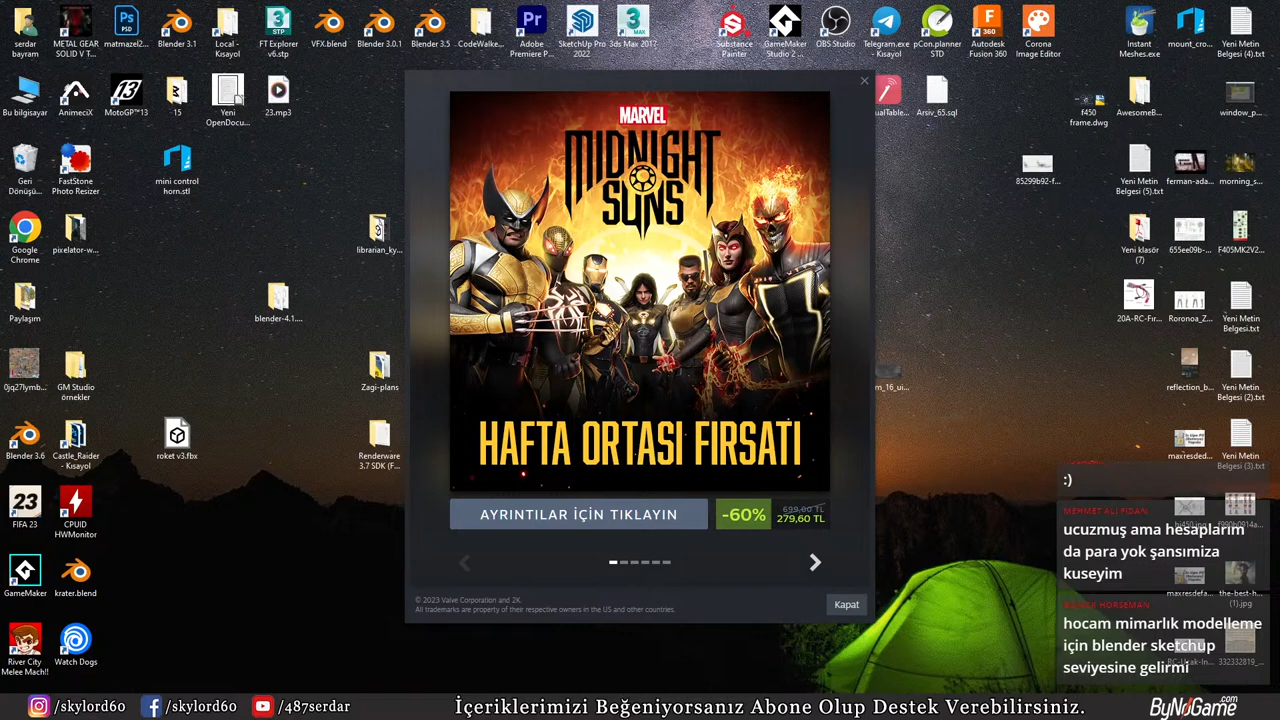 serdar bayram
METAL GEAR SOLID V T...
matmazel2...
Blender 3.1
Local - Kısayol
FT Explorer v6.stp
VFX.blend
Blender 3.0.1
Blender 3.5
CodeWalke...
Adobe Premiere P...
SketchUp Pro 2022
3ds Max 2017
Substance Painter
GameMaker Studio 2...
OBS Studio
Telegram.exe - Kısayol
pCon.planner STD
Autodesk Fusion 360
Corona Image Editor
Instant Meshes.exe
mount_cro...
Yeni Metin Belgesi (4).txt
Bu bilgisayar
AnimeciX
MotoGP™13
15
Yeni OpenDocu...
23.mp3
Arsiv_65.sql
f450 frame.dwg
AwesomeB...
window_p...
Geri Dönüşü...
FastStone Photo Resizer
mini control horn.stl
85299b92-f...
Yeni Metin Belgesi (5).txt
ferman-ada...
morning_s...
Google Chrome
pixelator-w...
librarian_ky...
Yeni klasör (7)
655ee09b-...
F405MK2V2...
Paylaşım
blender-4.1....
20A-RC-Fır...
Roronoa_Z...
Yeni Metin Belgesi.txt
0jq27lymb...
GM Studio örnekler
Zagi-plans
reflection_b...
Yeni Metin Belgesi (2).txt
Blender 3.6
Castle_Raider - Kısayol
roket v3.fbx
Renderware 3.7 SDK (F...
maxresded...
Yeni Metin Belgesi (3).txt
FIFA 23
CPUID HWMonitor
GameMaker
krater.blend
River City Melee Mach!!
Watch Dogs
MARVEL
MIDNIGHT
SUNS
HAFTA ORTASI FIRSATI
AYRINTILAR İÇİN TIKLAYIN
-60%
699,00 TL
279,60 TL
© 2023 Valve Corporation and 2K.
All trademarks are property of their respective owners in the US and other countries.
Kapat
:)
MEHMET ALI FIDAN:
ucuzmuş ama hesaplarım
da para yok şansımiza
kuseyim
HORSEMAN
hocam mimarlık modelleme
için blender sketchup
seviyesine gelirmi
/skylord60
/skylord60
/487serdar
İçeriklerimizi Beğeniyorsanız Abone Olup Destek Verebilirsiniz.
ByNoGame.com